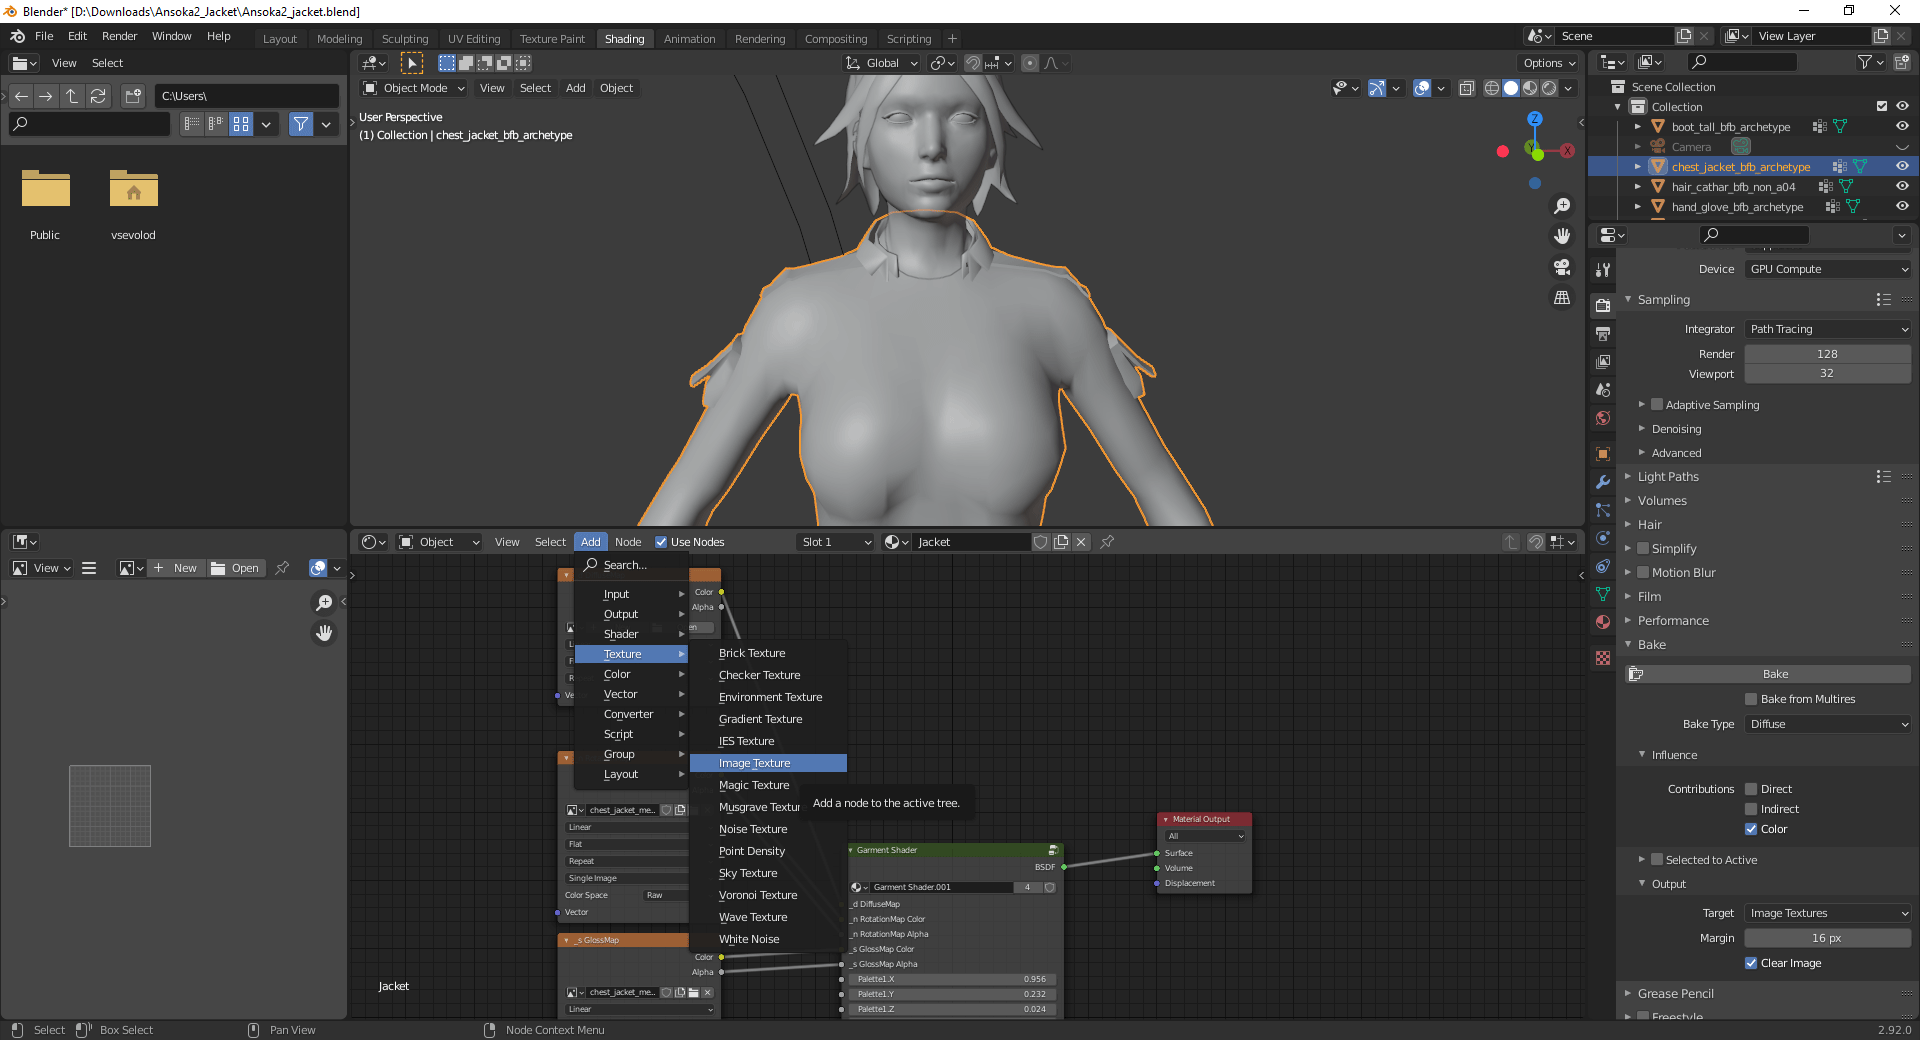 Blender* [D:\Downloads\Ansoka2_Jacket\Ansoka2_jacket.blend]
File Edit Render Window Help Layout Modeling Sculpting UV Editing Texture Paint Shading Animation Rendering Compositing Scripting + Scene View Layer
View Select
C:\Users\
Public
vsevolod
Global Options
Object Mode View Select Add Object
User Perspective
(1) Collection | chest_jacket_bfb_archetype
Z
X
Y
Scene Collection
Collection
boot_tall_bfb_archetype
Camera
chest_jacket_bfb_archetype
hair_cathar_bfb_non_a04
hand_glove_bfb_archetype
Device GPU Compute
Sampling
Integrator Path Tracing
Render 128
Viewport 32
Adaptive Sampling
Denoising
Advanced
Light Paths
Volumes
Hair
Simplify
Motion Blur
Film
Performance
Bake
Bake
Bake from Multires
Bake Type Diffuse
Influence
Contributions Direct
Indirect
Color
Selected to Active
Output
Target Image Textures
Margin 16 px
Clear Image
Grease Pencil
Freestyle
View New Open
Object View Select Add Node Use Nodes Slot 1 Jacket
Search...
Input
Output
Shader
Texture
Color
Vector
Converter
Script
Group
Layout
Brick Texture
Checker Texture
Environment Texture
Gradient Texture
IES Texture
Image Texture
Magic Texture
Musgrave Textur
Noise Texture
Point Density
Sky Texture
Voronoi Texture
Wave Texture
White Noise
Add a node to the active tree.
Color
Alpha
en
L
F
R
Ve
chest_jacket_me...
Linear
Flat
Repeat
Single Image
Color Space Raw
Vector
_s GlossMap
Color
Alpha
chest_jacket_me...
Linear
Garment Shader
BSDF
Garment Shader.001 4
_d DiffuseMap
_n RotationMap Color
_n RotationMap Alpha
_s GlossMap Color
_s GlossMap Alpha
Palette1.X 0.956
Palette1.Y 0.232
Palette1.Z 0.024
Material Output
All
Surface
Volume
Displacement
Jacket
Select Box Select Pan View Node Context Menu 2.92.0